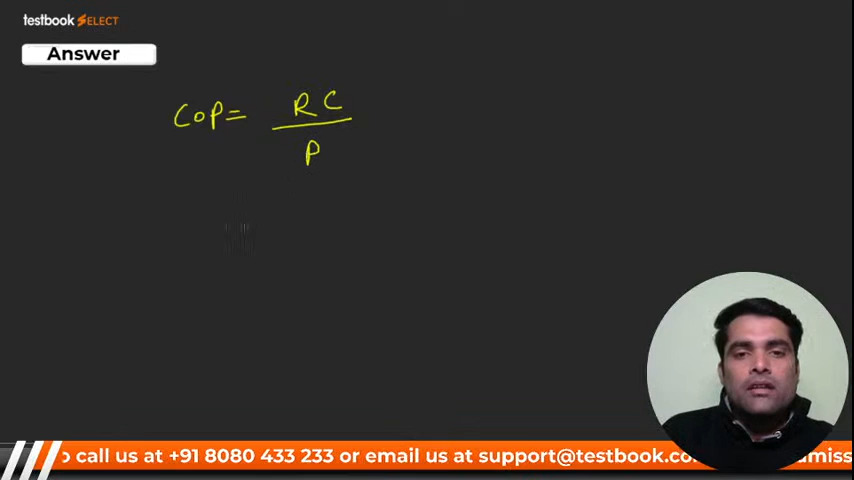 testbook SELECT
Answer
COP = RC / P
o call us at +91 8080 433 233 or email us at support@testbook.co
miss